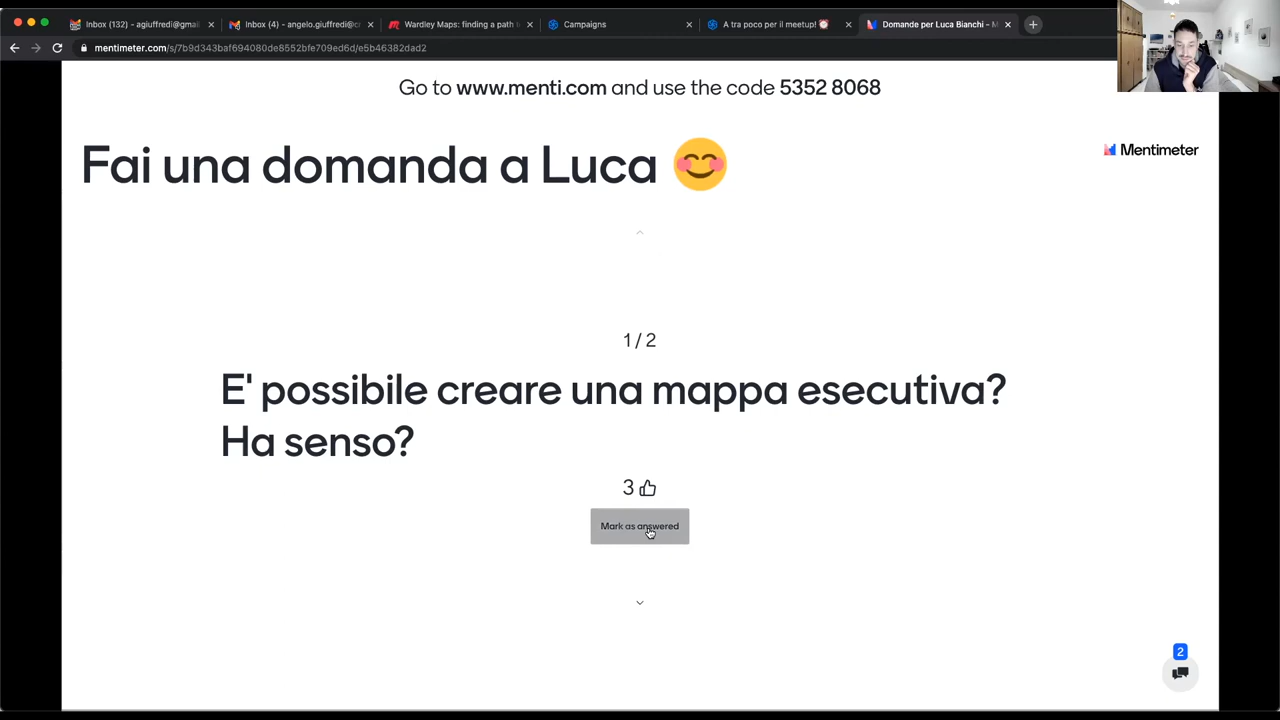 Inbox (132) - agiuffredi@gmai
Inbox (4) - angelo.giuffredi@c
Wardley Maps: finding a path t
Campaigns
A tra poco per il meetup! ⏰
Domande per Luca Bianchi - M
mentimeter.com/s/7b9d343baf694080de8552bfe709ed6d/e5b46382dad2
Go to www.menti.com and use the code 5352 8068
Fai una domanda a Luca 😊
Mentimeter
1 / 2
E' possibile creare una mappa esecutiva?
Ha senso?
3
Mark as answered
2